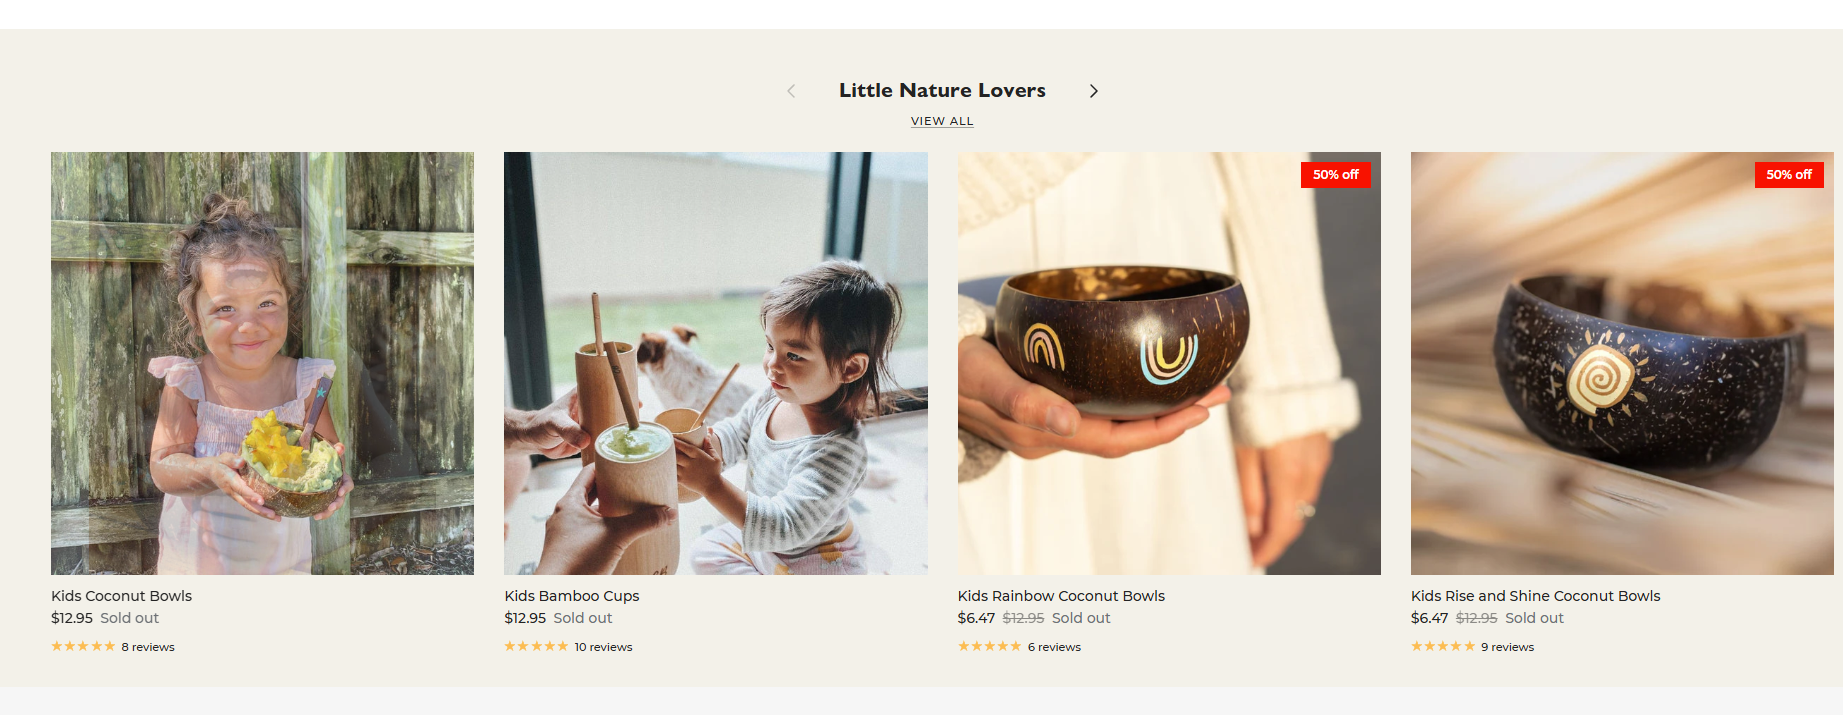 Little Nature Lovers
VIEW ALL
50% off
50% off
Kids Coconut Bowls
$12.95 Sold out
8 reviews
Kids Bamboo Cups
$12.95 Sold out
10 reviews
Kids Rainbow Coconut Bowls
$6.47 $12.95 Sold out
6 reviews
Kids Rise and Shine Coconut Bowls
$6.47 $12.95 Sold out
9 reviews